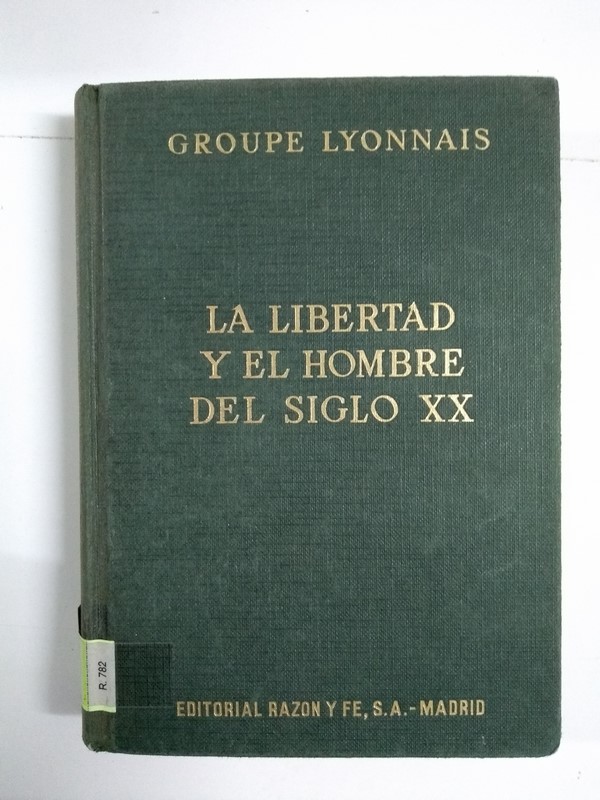 GROUPE LYONNAIS
LA LIBERTAD
Y EL HOMBRE
DEL SIGLO XX
R. 782
EDITORIAL RAZON Y FE, S.A.-MADRID